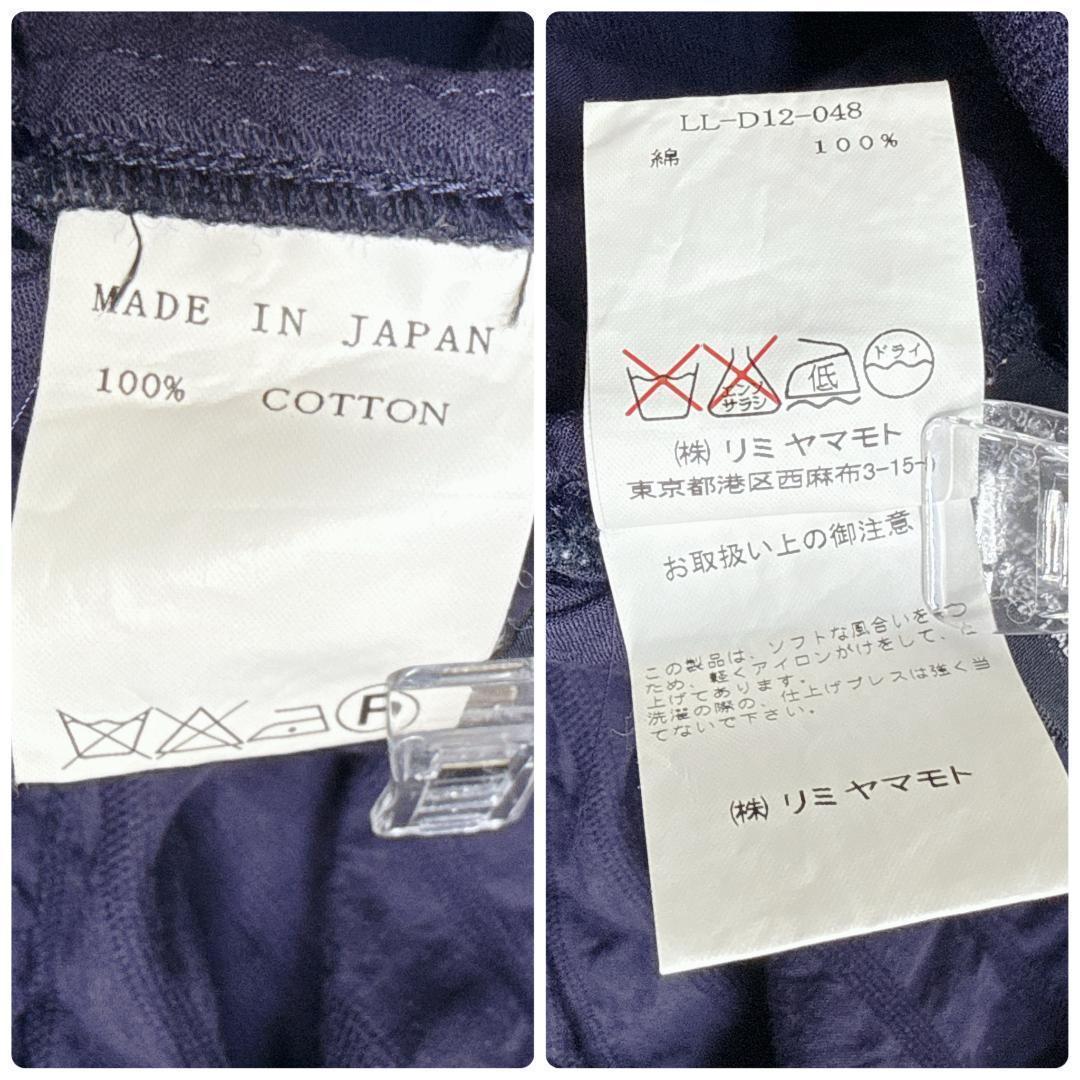 MADE IN JAPAN
100% COTTON
LL-D12-048
綿 100%
エンソ
サラシ
低
ドライ
㈱ リミ ヤマモト
東京都港区西麻布3-15-
お取扱い上の御注意
この製品は、ソフトな風合いを
ため、軽くアイロンがけをして、
上げてあります。
洗濯の際の、仕上げプレスは強く当
てないで下さい。
㈱ リミ ヤマモト